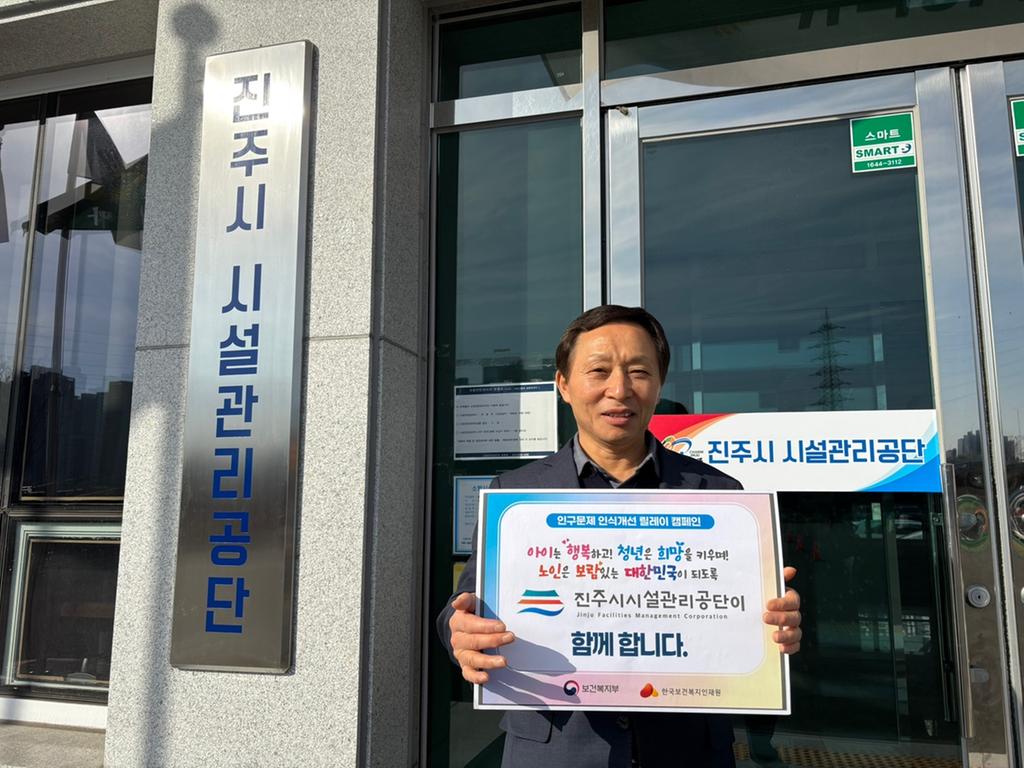 진주시 시설관리공단
스마트
SMART
1644-3112
진주시 시설관리공단
인구문제 인식개선 릴레이 캠페인
아이는 행복하고! 청년은 희망을 키우며!
노인은 보람있는 대한민국이 되도록
진주시시설관리공단이
Jinju Facilities Management Corporation
함께 합니다.
보건복지부
한국보건복지인재원